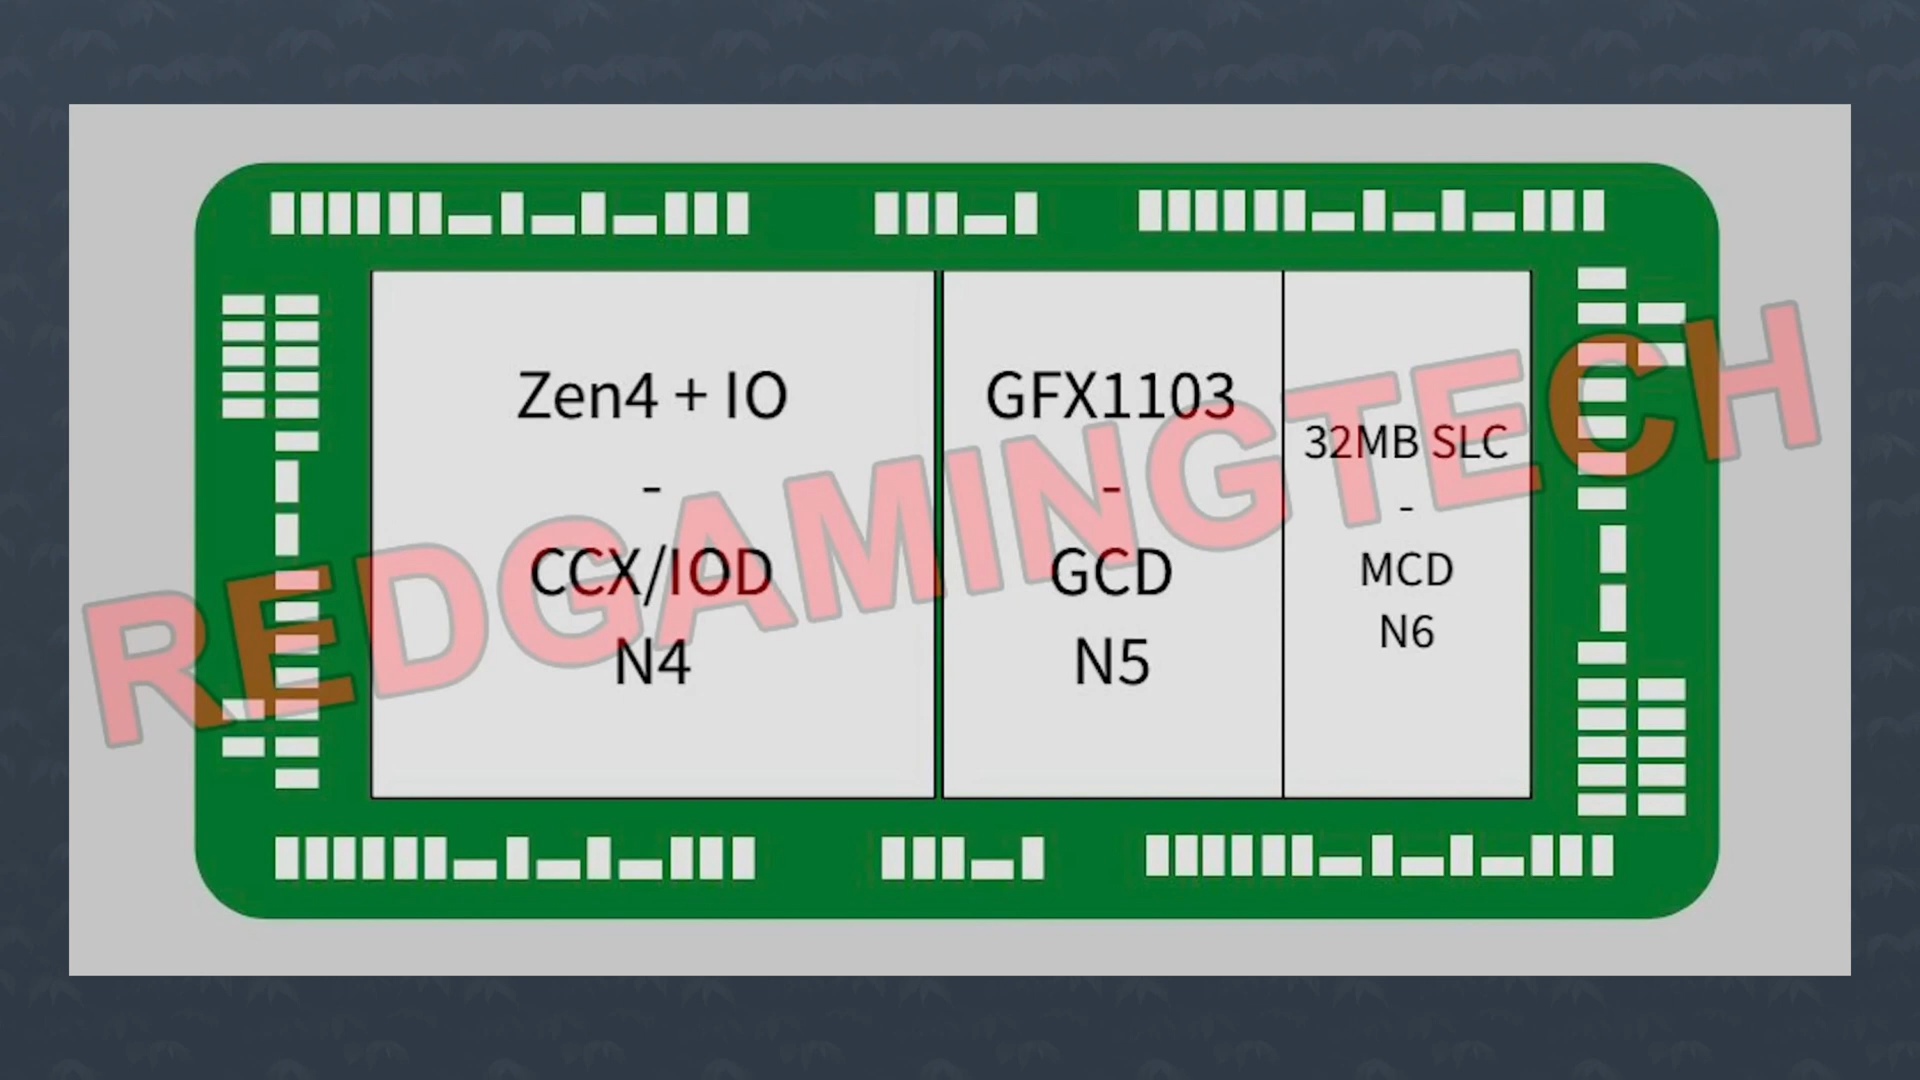 Zen4 + IO
-
CCX/IOD
N4
GFX1103
-
GCD
N5
32MB SLC
-
MCD
N6
REDGAMINGTECH